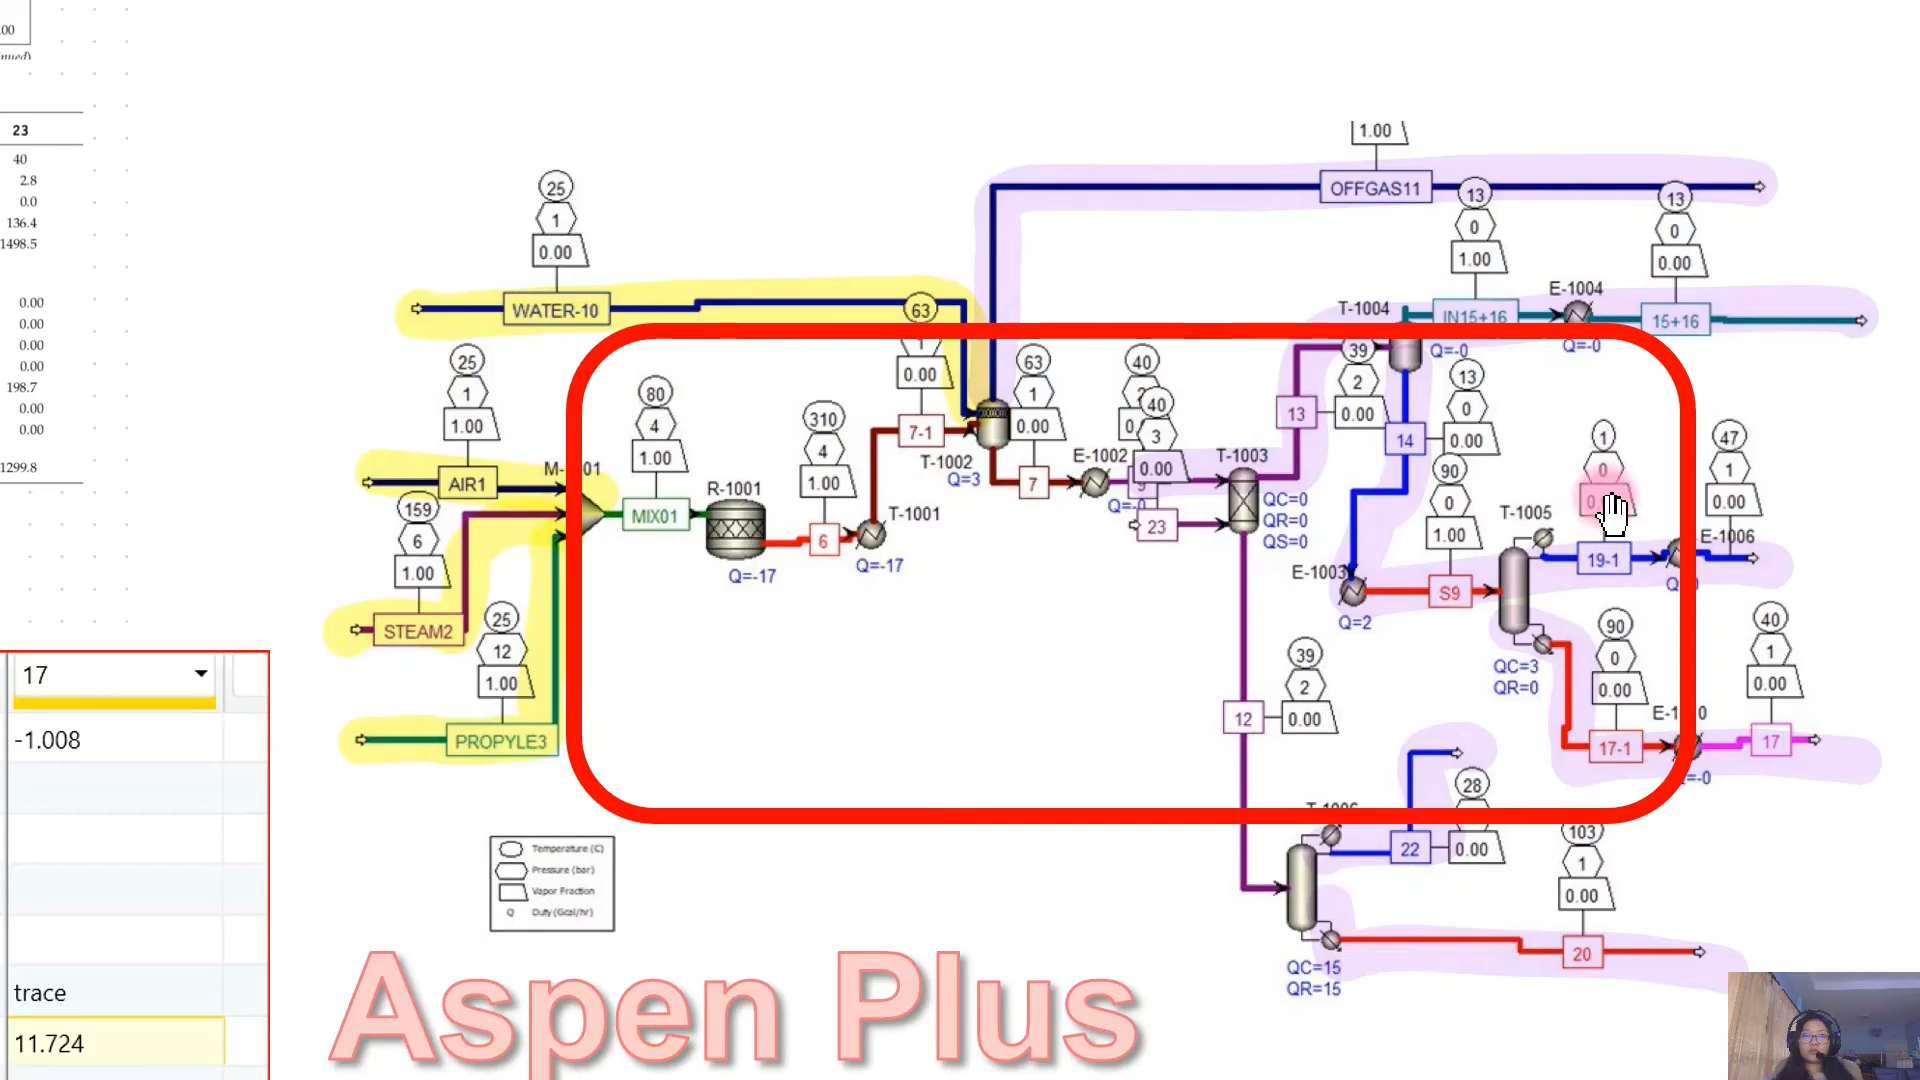 .00
nued)
23
40
2.8
0.0
136.4
1498.5
0.00
0.00
0.00
0.00
198.7
0.00
0.00
1299.8
17
-1.008
trace
11.724
1.00
OFFGAS11
25
1
0.00
WATER-10
63
1
0.00
7-1
13
0
1.00
IN15+16
E-1004
Q=-0
13
0
0.00
15+16
T-1004
Q=-0
25
1
1.00
AIR1
159
6
1.00
STEAM2
25
12
1.00
PROPYLE3
80
4
1.00
MIX01
R-1001
Q=-17
310
4
1.00
6
T-1001
Q=-17
T-1002
Q=3
63
1
0.00
7
E-1002
Q=-0
40
40
3
0.00
23
T-1003
QC=0
QR=0
QS=0
13
39
2
0.00
14
13
0
0.00
E-1003
Q=2
90
0
1.00
S9
T-1005
QC=3
QR=0
1
0
19-1
47
1
0.00
E-1006
90
0
0.00
17-1
40
1
0.00
17
39
2
0.00
12
22
28
0.00
QC=15
QR=15
103
1
0.00
20
Temperature (C)
Pressure (bar)
Vapor Fraction
Q Duty (Gcal/hr)
Aspen Plus